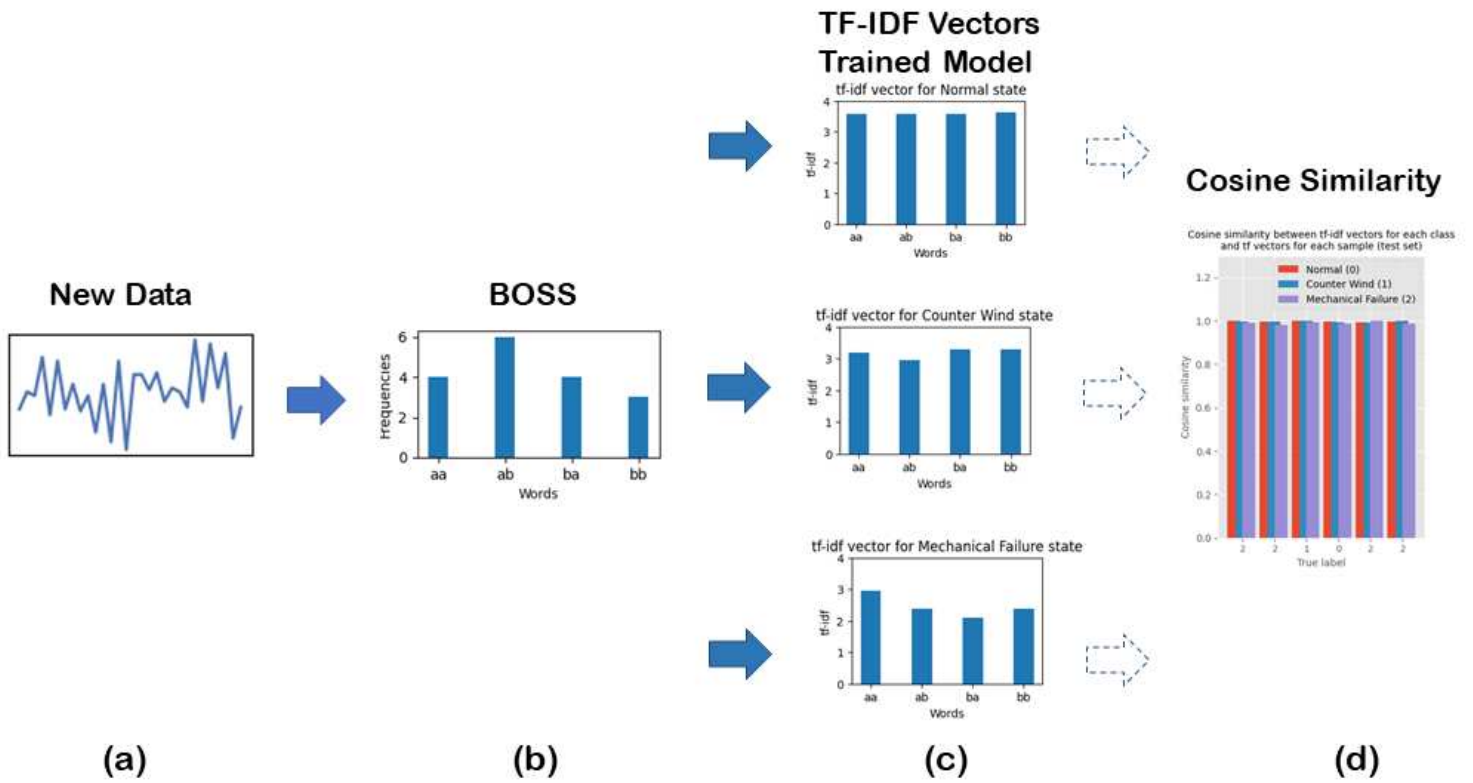 TF-IDF Vectors
Trained Model
tf-idf vector for Normal state
4
3
2
1
0
tf-idf
aa ab ba bb
Words
Cosine Similarity
Cosine similarity between tf-idf vectors for each class
and tf vectors for each sample (test set)
Normal (0)
Counter Wind (1)
Mechanical Failure (2)
1.2
1.0
0.8
0.6
0.4
0.2
0.0
Cosine similarity
2 2 1 0 2 2
True label
New Data
BOSS
6
4
2
0
Frequencies
aa ab ba bb
Words
tf-idf vector for Counter Wind state
4
3
2
1
0
tf-idf
aa ab ba bb
Words
tf-idf vector for Mechanical Failure state
4
3
2
1
0
tf-idf
aa ab ba bb
Words
(a) (b) (c) (d)